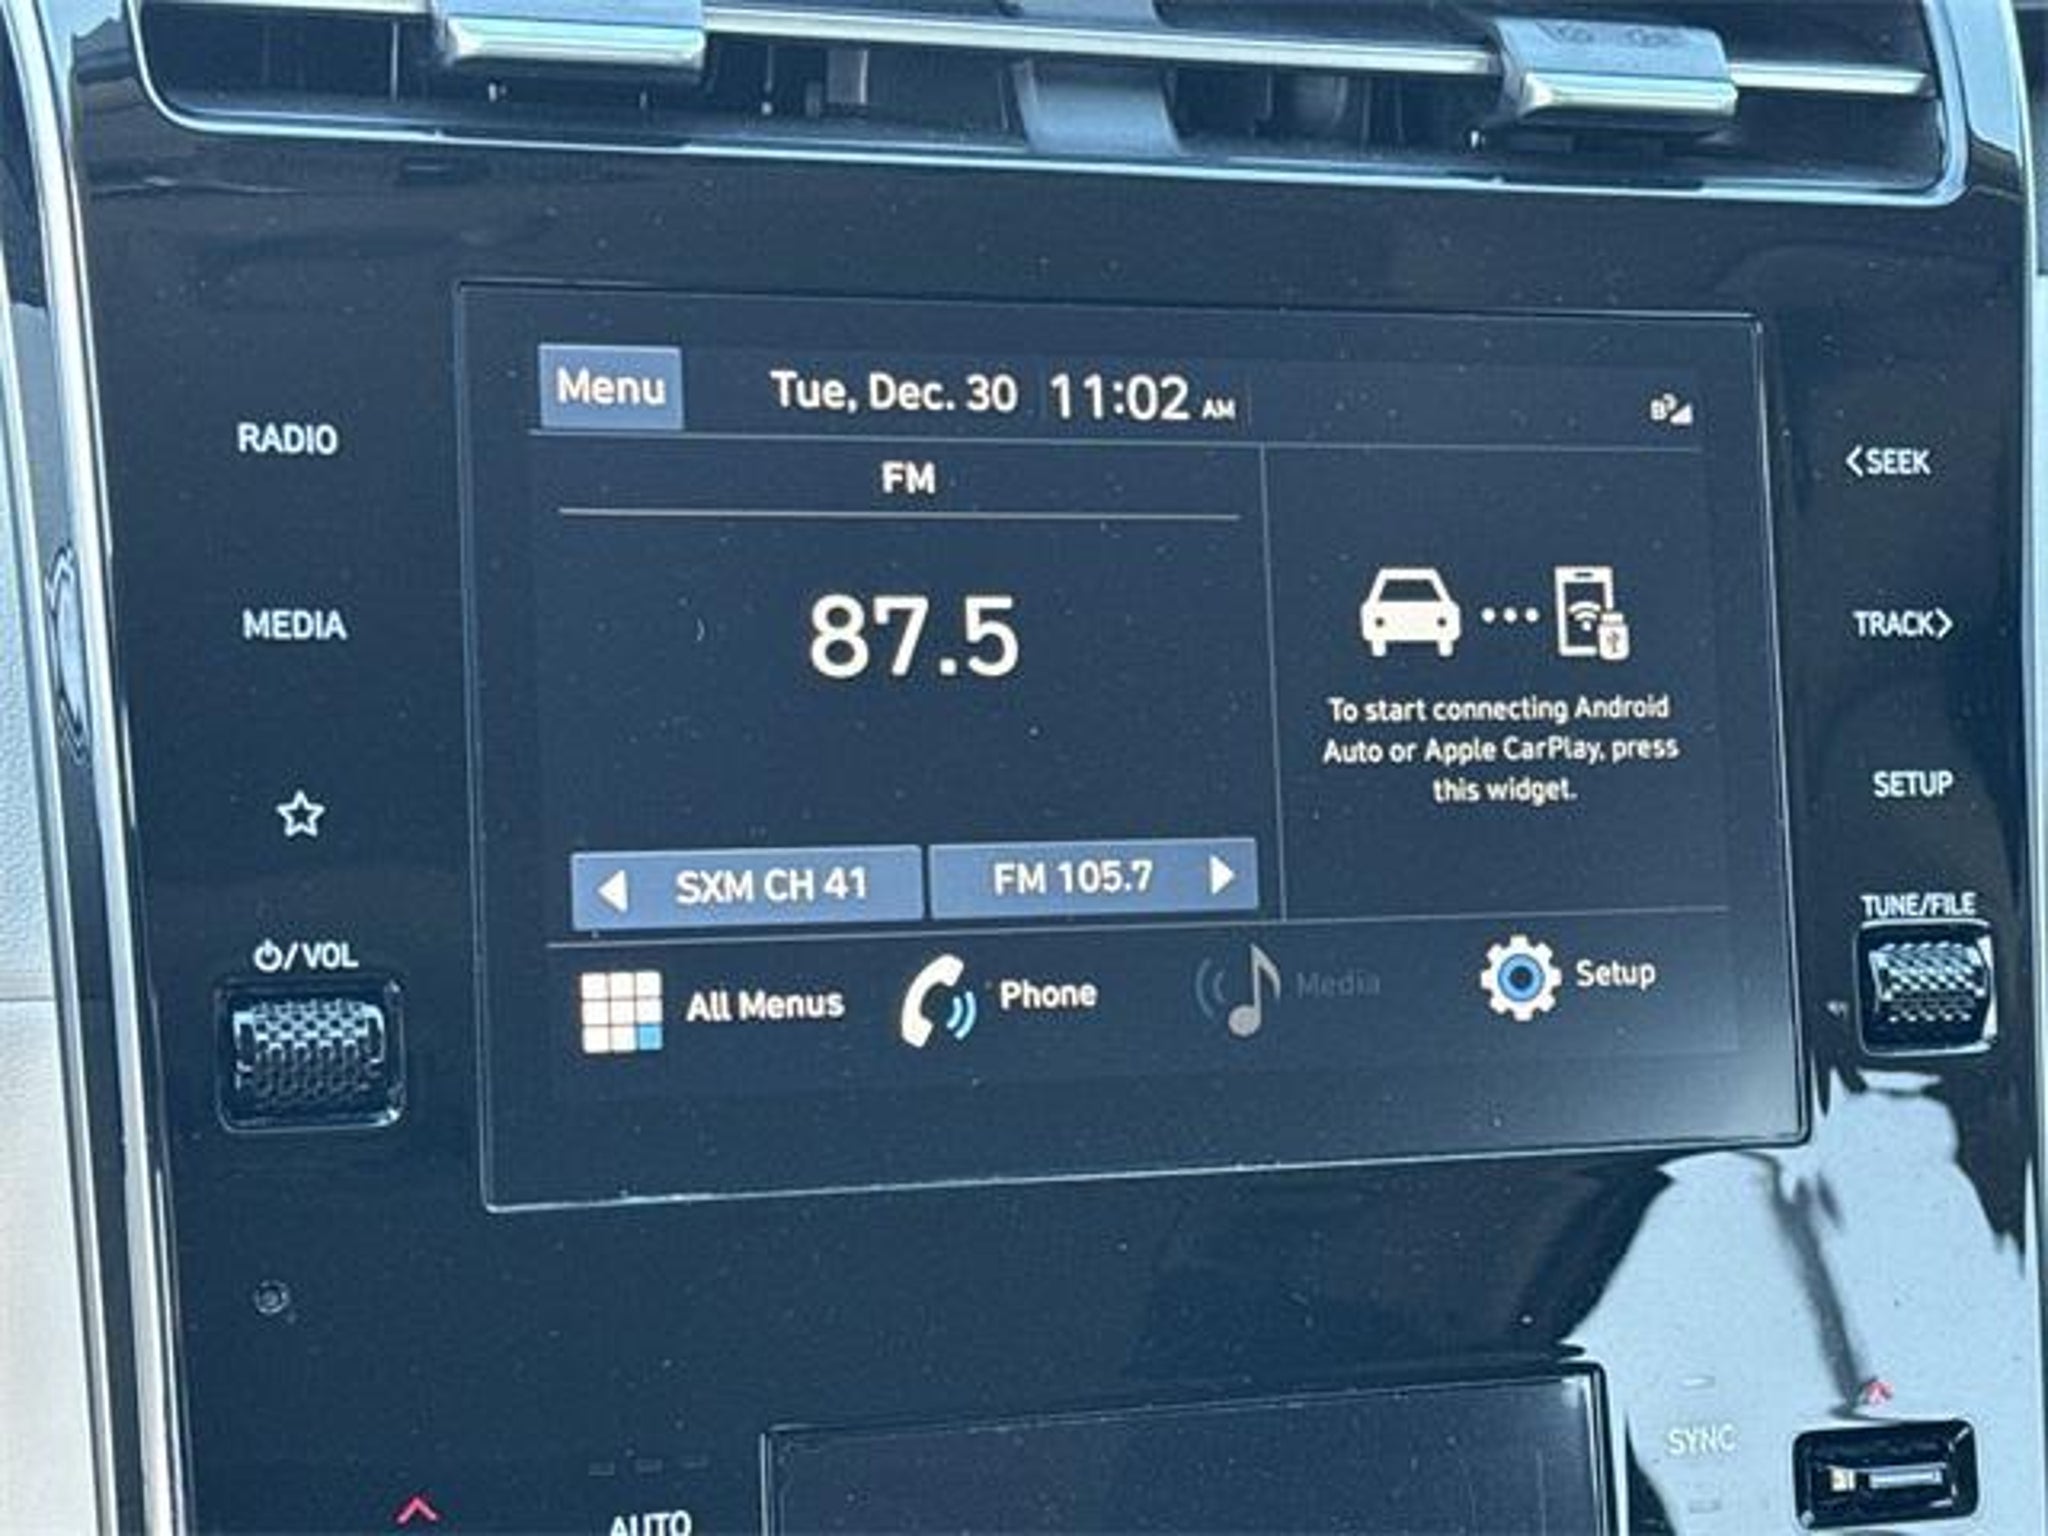 Menu
Tue, Dec. 30 11:02 AM
RADIO
<SEEK
FM
MEDIA
87.5
TRACK>
To start connecting Android
Auto or Apple CarPlay, press
this widget.
SETUP
SXM CH 41
FM 105.7
TUNE/FILE
/VOL
All Menus
Phone
Media
Setup
SYNC
AUTO